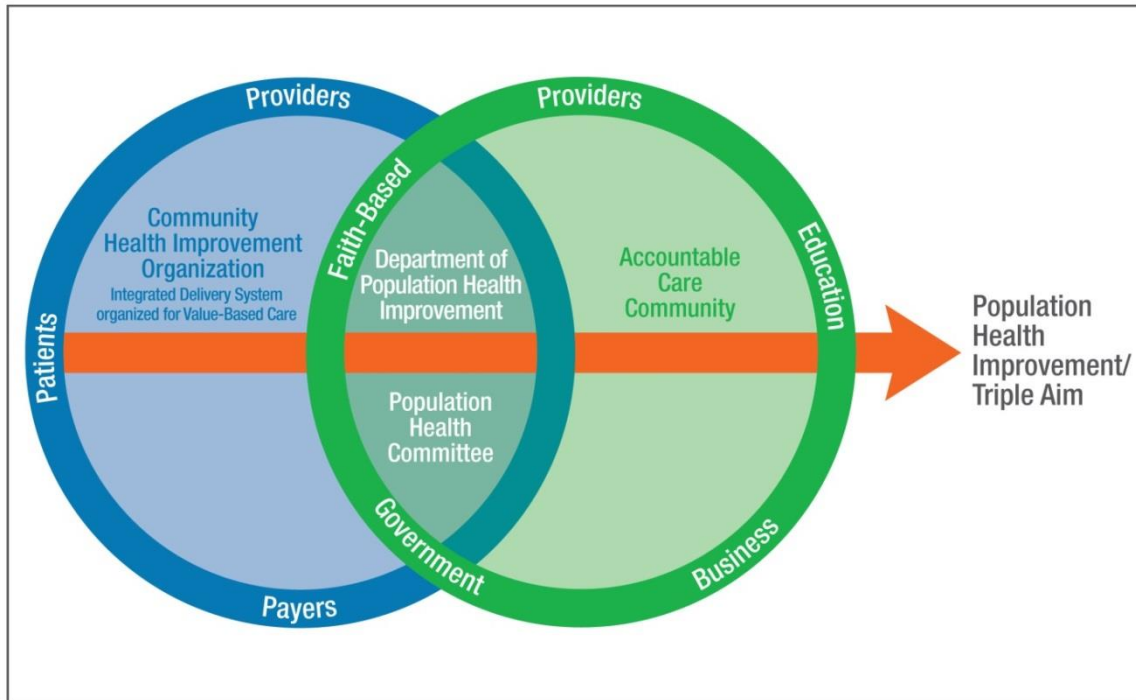 Providers
Patients
Payers
Community
Health Improvement
Organization
Integrated Delivery System
organized for Value-Based Care
Faith-Based
Department of
Population Health
Improvement
Population
Health
Committee
Government
Providers
Education
Business
Accountable
Care
Community
Population
Health
Improvement/
Triple Aim